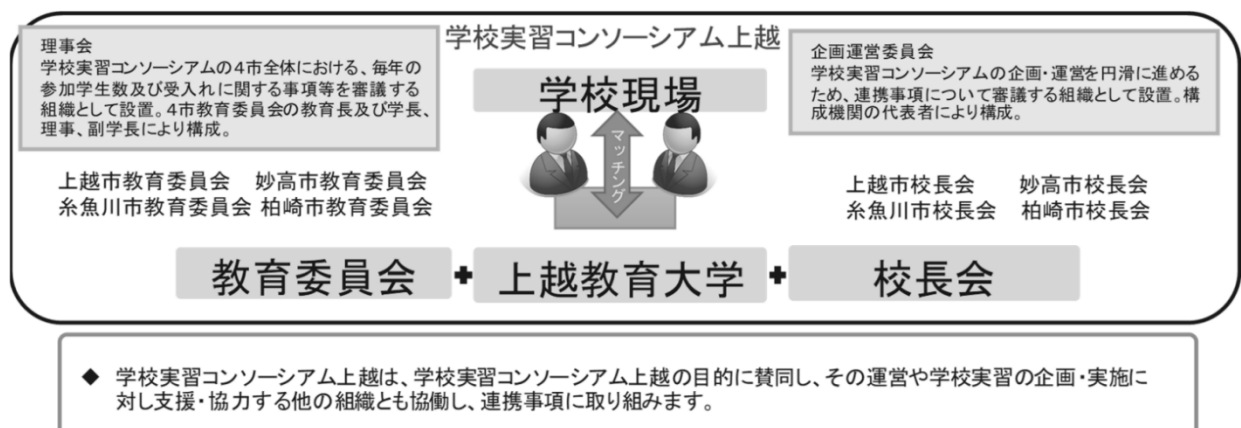 学校実習コンソーシアム上越
理事会
学校実習コンソーシアムの4市全体における、毎年の
参加学生数及び受入れに関する事項等を審議する
組織として設置。4市教育委員会の教育長及び学長、
理事、副学長により構成。
学校現場
マッチング
企画運営委員会
学校実習コンソーシアムの企画・運営を円滑に進める
ため、連携事項について審議する組織として設置。構
成機関の代表者により構成。
上越市教育委員会 妙高市教育委員会
糸魚川市教育委員会 柏崎市教育委員会
上越市校長会 妙高市校長会
糸魚川市校長会 柏崎市校長会
教育委員会 + 上越教育大学 + 校長会
◆ 学校実習コンソーシアム上越は、学校実習コンソーシアム上越の目的に賛同し、その運営や学校実習の企画・実施に
対し支援・協力する他の組織とも協働し、連携事項に取り組みます。